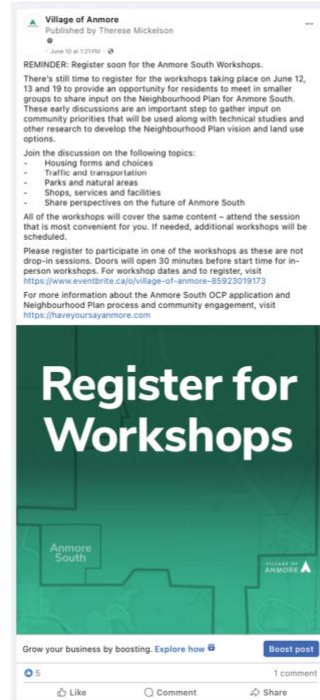 Village of Anmore
Published by Therese Mickelson
· June 10 at 1:21 PM ·
REMINDER: Register soon for the Anmore South Workshops.
There's still time to register for the workshops taking place on June 12,
13 and 19 to provide an opportunity for residents to meet in smaller
groups to share input on the Neighbourhood Plan for Anmore South.
These early discussions are an important step to gather input on
community priorities that will be used along with technical studies and
other research to develop the Neighbourhood Plan vision and land use
options.
Join the discussion on the following topics:
- Housing forms and choices
- Traffic and transportation
- Parks and natural areas
- Shops, services and facilities
- Share perspectives on the future of Anmore South
All of the workshops will cover the same content – attend the session
that is most convenient for you. If needed, additional workshops will be
scheduled.
Please register to participate in one of the workshops as these are not
drop-in sessions. Doors will open 30 minutes before start time for in-
person workshops. For workshop dates and to register, visit
https://www.eventbrite.ca/o/village-of-anmore-85923019173
For more information about the Anmore South OCP application and
Neighbourhood Plan process and community engagement, visit
https://haveyoursayanmore.com
Register for
Workshops
Anmore
South
VILLAGE OF
ANMORE
Grow your business by boosting. Explore how
Boost post
5
1 comment
Like
Comment
Share